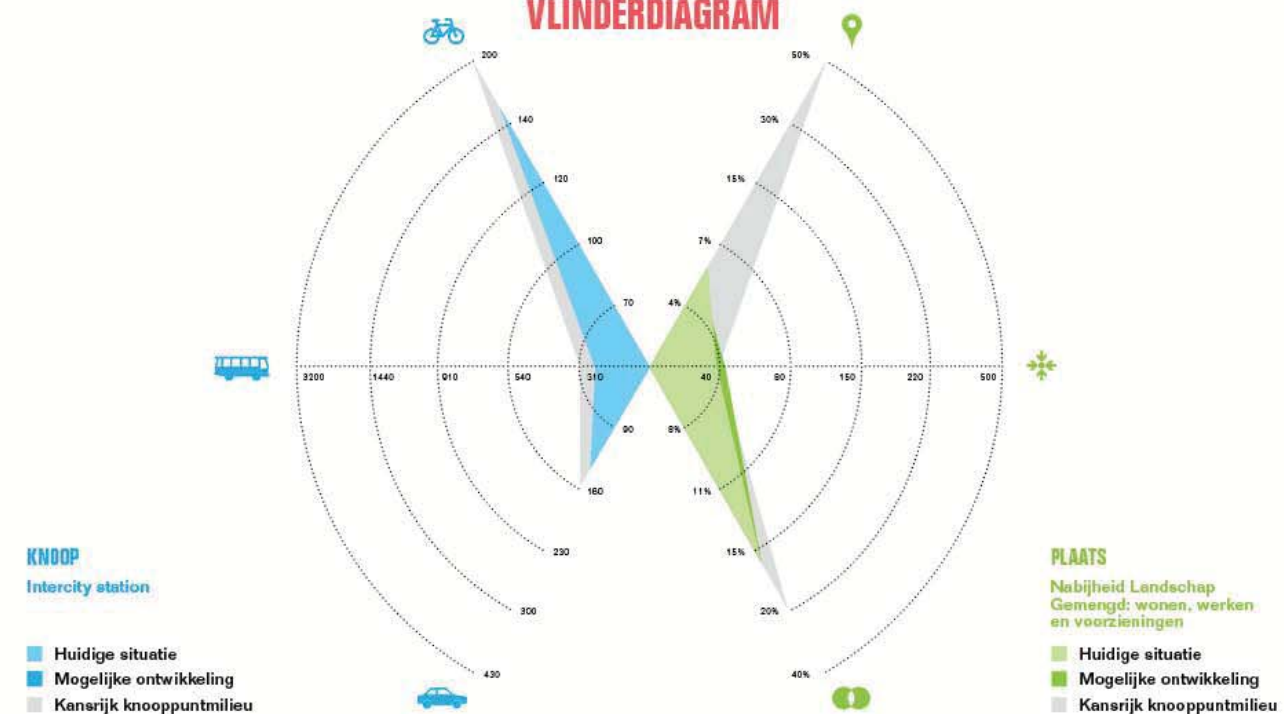 VLINDERDIAGRAM
200
50%
140
30%
120
15%
100
7%
70
4%
3200
1440
910
540
310
40
80
150
220
500
90
8%
160
11%
230
15%
300
20%
430
40%
KNOOP
Intercity station
Huidige situatie
Mogelijke ontwikkeling
Kansrijk knooppuntmilieu
PLAATS
Nabijheid Landschap
Gemengd: wonen, werken
en voorzieningen
Huidige situatie
Mogelijke ontwikkeling
Kansrijk knooppuntmilieu